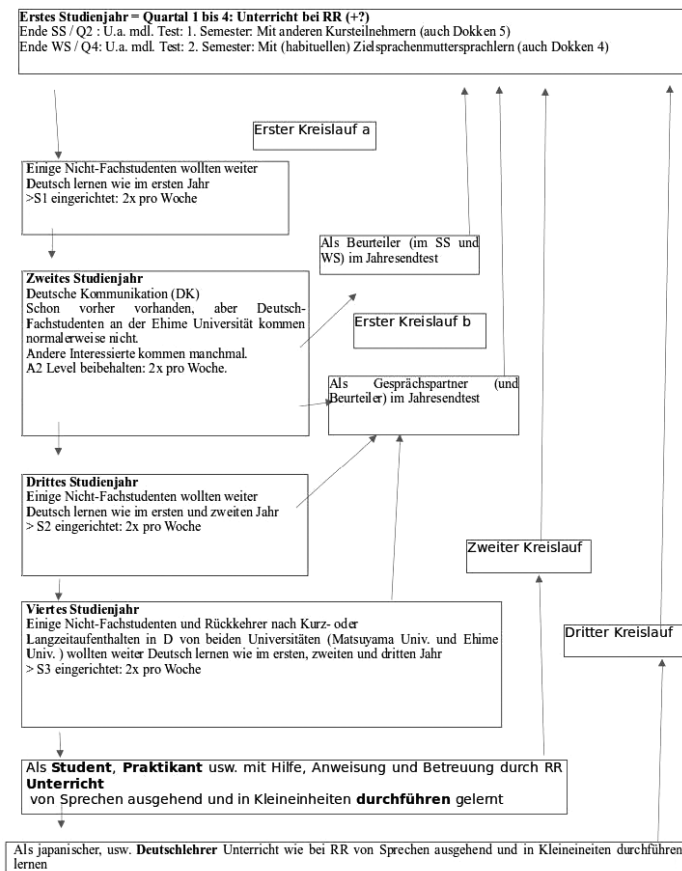 Erstes Studienjahr = Quartal 1 bis 4: Unterricht bei RR (+?)
Ende SS / Q2 : U.a. mdl. Test: 1. Semester: Mit anderen Kursteilnehmern (auch Dokken 5)
Ende WS / Q4: U.a. mdl. Test: 2. Semester: Mit (habituellen) Zielsprachenmuttersprachlern (auch Dokken 4)
Erster Kreislauf a
Einige Nicht-Fachstudenten wollten weiter
Deutsch lernen wie im ersten Jahr
>S1 eingerichtet: 2x pro Woche
Als Beurteiler (im SS und
WS) im Jahresendtest
Zweites Studienjahr
Deutsche Kommunikation (DK)
Schon vorher vorhanden, aber Deutsch-
Fachstudenten an der Ehime Universität kommen
normalerweise nicht.
Andere Interessierte kommen manchmal.
A2 Level beibehalten: 2x pro Woche.
Erster Kreislauf b
Als Gesprächspartner (und
Beurteiler) im Jahresendtest
Drittes Studienjahr
Einige Nicht-Fachstudenten wollten weiter
Deutsch lernen wie im ersten und zweiten Jahr
> S2 eingerichtet: 2x pro Woche
Zweiter Kreislauf
Viertes Studienjahr
Einige Nicht-Fachstudenten und Rückkehrer nach Kurz- oder
Langzeitaufenthalten in D von beiden Universitäten (Matsuyama Univ. und Ehime
Univ. ) wollten weiter Deutsch lernen wie im ersten, zweiten und dritten Jahr
> S3 eingerichtet: 2x pro Woche
Dritter Kreislauf
Als Student, Praktikant usw. mit Hilfe, Anweisung und Betreuung durch RR
Unterricht
von Sprechen ausgehend und in Kleineinheiten durchführen gelernt
Als japanischer, usw. Deutschlehrer Unterricht wie bei RR von Sprechen ausgehend und in Kleineineiten durchführen
lernen